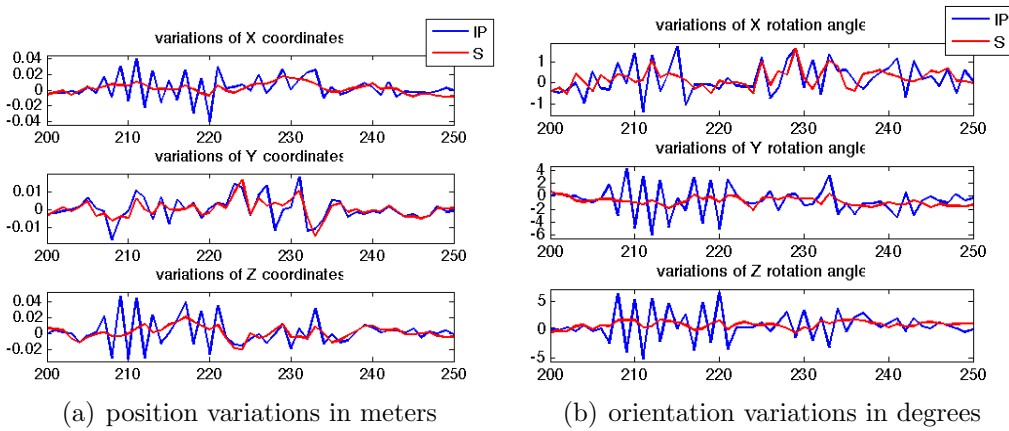 IP
S
variations of X coordinates
0.04
0.02
0
-0.02
-0.04
200 210 220 230 240 250
variations of Y coordinates
0.01
0
-0.01
200 210 220 230 240 250
variations of Z coordinates
0.04
0.02
0
-0.02
200 210 220 230 240 250
(a) position variations in meters
IP
S
variations of X rotation angle
1
0
-1
200 210 220 230 240 250
variations of Y rotation angle
4
2
0
-2
-4
-6
200 210 220 230 240 250
variations of Z rotation angle
5
0
-5
200 210 220 230 240 250
(b) orientation variations in degrees